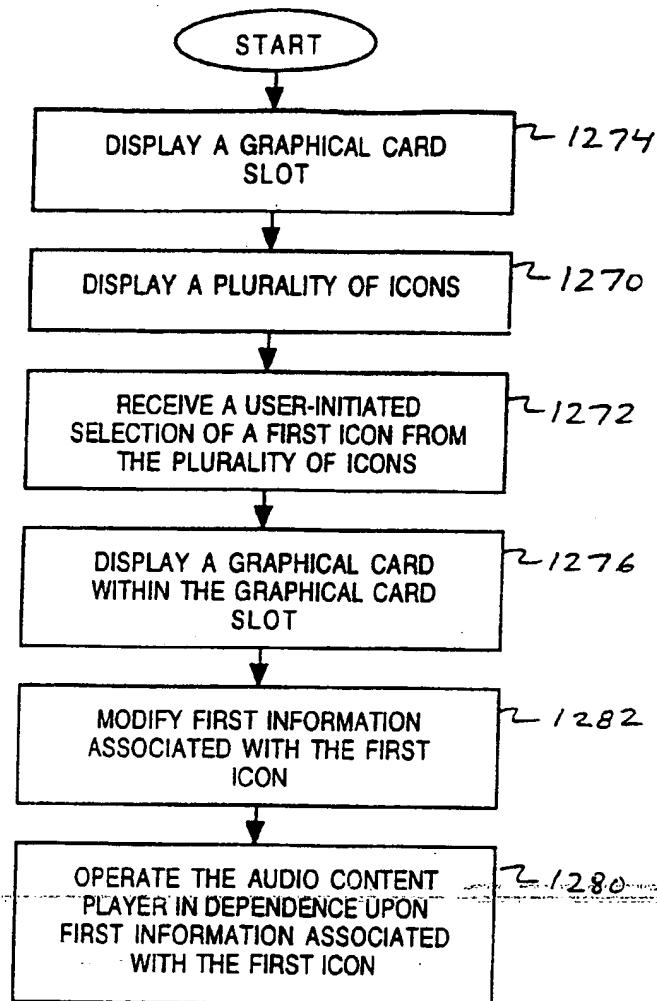 START
DISPLAY A GRAPHICAL CARD
SLOT
1274
DISPLAY A PLURALITY OF ICONS
1270
RECEIVE A USER-INITIATED
SELECTION OF A FIRST ICON FROM
THE PLURALITY OF ICONS
1272
DISPLAY A GRAPHICAL CARD
WITHIN THE GRAPHICAL CARD
SLOT
1276
MODIFY FIRST INFORMATION
ASSOCIATED WITH THE FIRST
ICON
1282
OPERATE THE AUDIO CONTENT
PLAYER IN DEPENDENCE UPON
FIRST INFORMATION ASSOCIATED
WITH THE FIRST ICON
1280